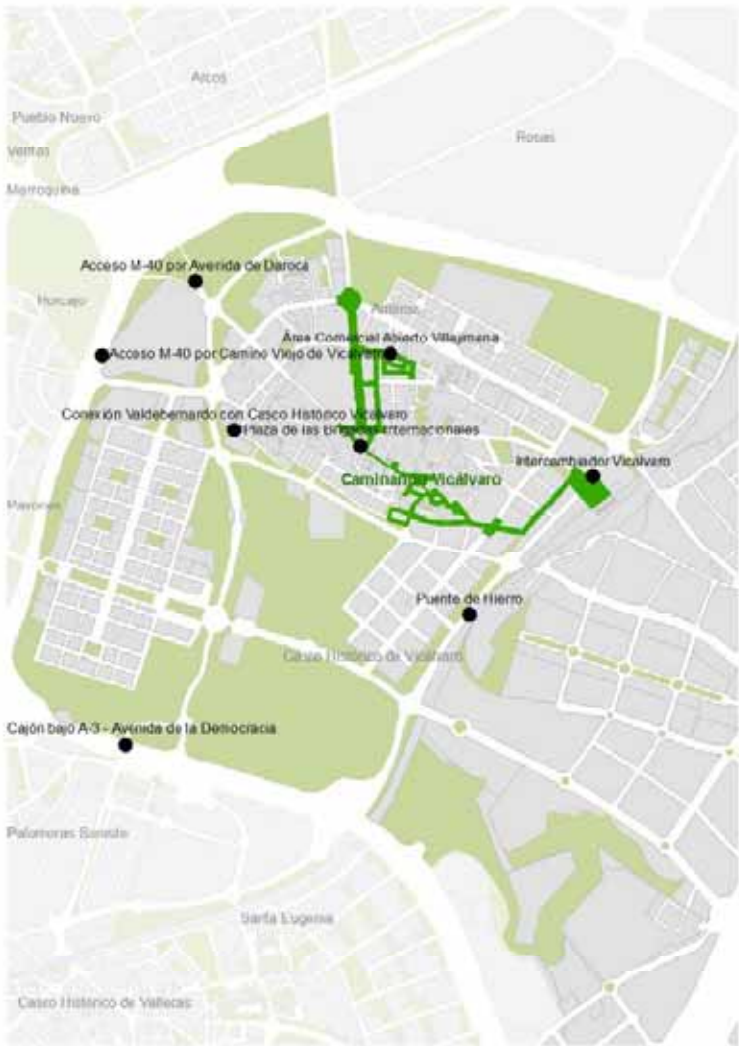 Arcos
Pueblo Nuevo
Rosas
Ventas
Marroquina
Acceso M-40 por Avenida de Daroca
Horcajo
Ambroz
Área Comercial Abierto Villajimena
Acceso M-40 por Camino Viejo de Vicálvaro
Conexión Valdebernardo con Casco Histórico Vicálvaro
Plaza de las Brigadas Internacionales
Intercambiador Vicálvaro
Caminando Vicálvaro
Pavones
Puente de Hierro
Casco Histórico de Vicálvaro
Cajón bajo A-3 - Avenida de la Democracia
Palomeras Sureste
Santa Eugenia
Casco Histórico de Vallecas